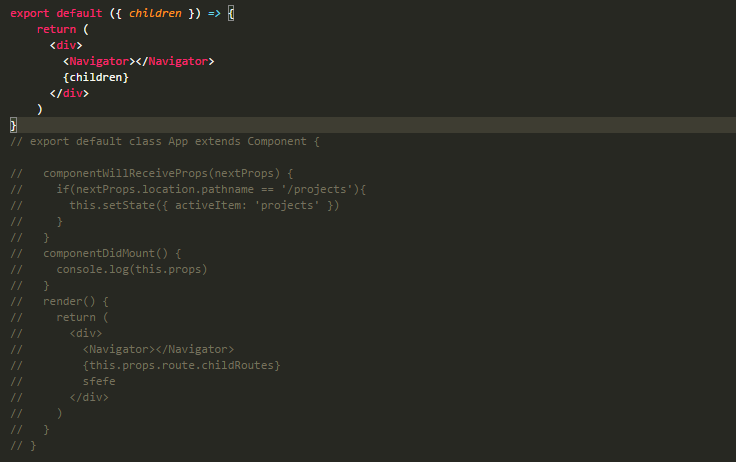 export default ({ children }) => {
    return (
      <div>
        <Navigator></Navigator>
        {children}
      </div>
    )
}
// export default class App extends Component {

//   componentWillReceiveProps(nextProps) {
//     if(nextProps.location.pathname == '/projects'){
//       this.setState({ activeItem: 'projects' })
//     }
//   }
//   componentDidMount() {
//     console.log(this.props)
//   }
//   render() {
//     return (
//       <div>
//         <Navigator></Navigator>
//         {this.props.route.childRoutes}
//         sfefe
//       </div>
//     )
//   }
// }